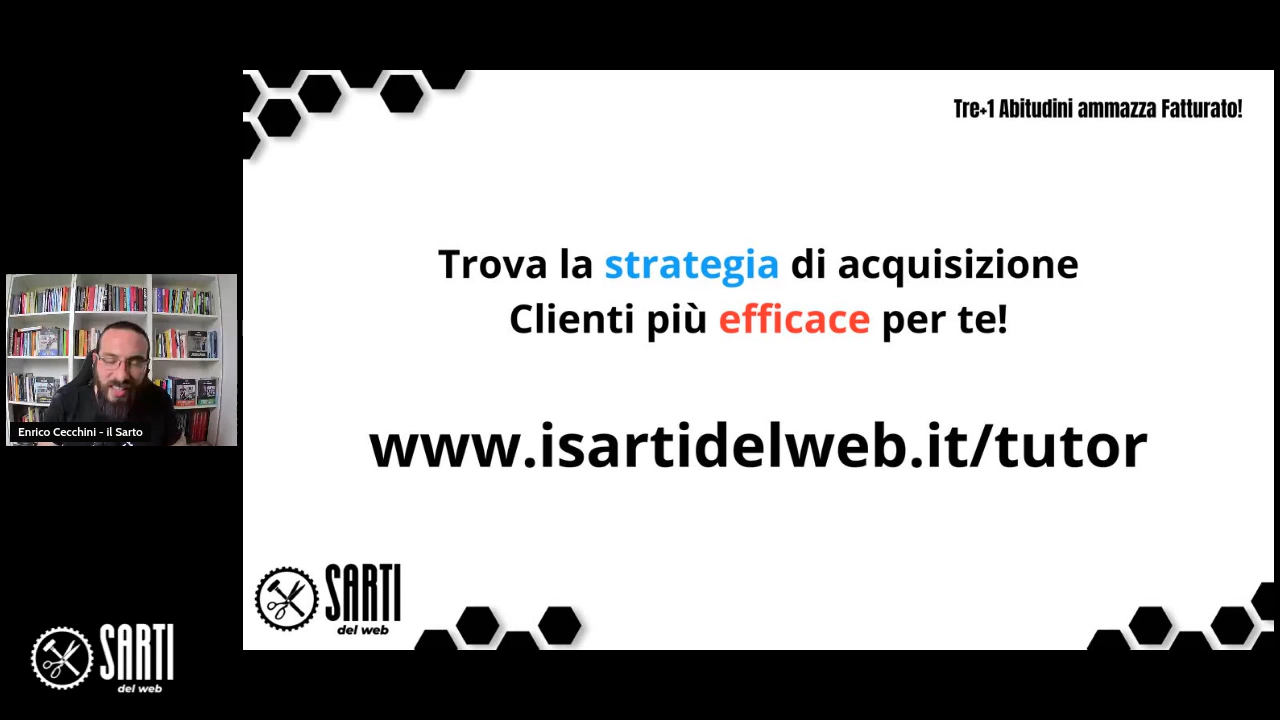 Tre+1 Abitudini ammazza Fatturato!
Trova la strategia di acquisizione
Clienti più efficace per te!
www.isartidelweb.it/tutor
Enrico Cecchini - il Sarto
SARTI
del web
SARTI
del web